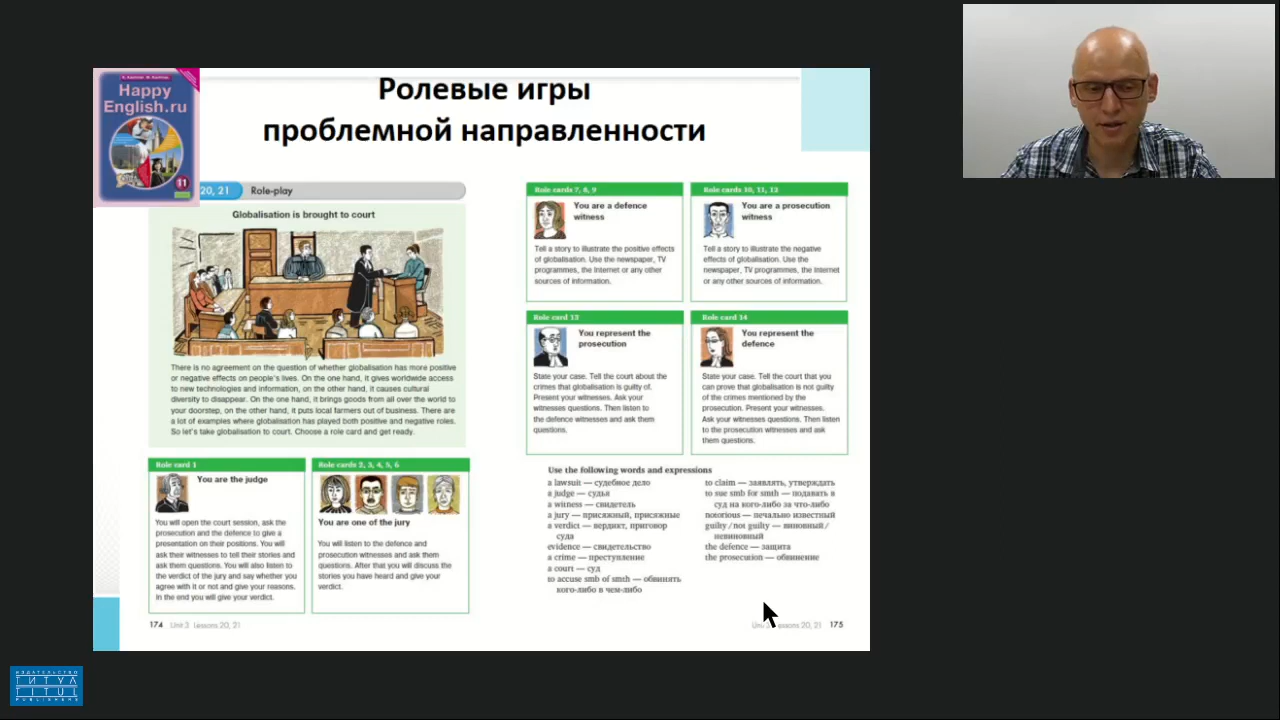 Ролевые игры
проблемной направленности
Happy
English.ru
11
20, 21 Role-play
Globalisation is brought to court
There is no agreement on the question of whether globalisation has more positive
or negative effects on people's lives. On the one hand, it gives worldwide access
to new technologies and information, on the other hand, it causes cultural
diversity to disappear. On the one hand, it brings goods from all over the world to
your doorstep, on the other hand, it puts local farmers out of business. There are
a lot of examples where globalisation has played both positive and negative roles.
So let's take globalisation to court. Choose a role card and get ready.
Role card 1
You are the judge
You will open the court session, ask the
prosecution and the defence to give a
presentation on their positions. You will
ask their witnesses to tell their stories and
ask them questions. You will also listen to
the verdict of the jury and say whether you
agree with it or not and give your reasons.
In the end you will give your verdict.
Role cards 2, 3, 4, 5, 6
You are one of the jury
You will listen to the defence and
prosecution witnesses and ask them
questions. After that you will discuss the
stories you have heard and give your
verdict.
174 Unit 3 Lessons 20, 21
Role cards 7, 8, 9
You are a defence
witness
Tell a story to illustrate the positive effects
of globalisation. Use the newspaper, TV
programmes, the Internet or any other
sources of information.
Role cards 10, 11, 12
You are a prosecution
witness
Tell a story to illustrate the negative
effects of globalisation. Use the
newspaper, TV programmes, the Internet
or any other sources of information.
Role card 13
You represent the
prosecution
State your case. Tell the court about the
crimes that globalisation is guilty of.
Present your witnesses. Ask your
witnesses questions. Then listen to
the defence witnesses and ask them
questions.
Role card 14
You represent the
defence
State your case. Tell the court that you
can prove that globalisation is not guilty
of the crimes mentioned by the
prosecution. Present your witnesses.
Ask your witnesses questions. Then listen
to the prosecution witnesses and ask
them questions.
Use the following words and expressions
a lawsuit — судебное дело
a judge — судья
a witness — свидетель
a jury — присяжный, присяжные
a verdict — вердикт, приговор
суда
evidence — свидетельство
a crime — преступление
a court — суд
to accuse smb of smth — обвинять
кого-либо в чем-либо
to claim — заявлять, утверждать
to sue smb for smth — подавать в
суд на кого-либо за что-либо
notorious — печально известный
guilty / not guilty — виновный /
невиновный
the defence — защита
the prosecution — обвинение
Lessons 20, 21 175
ИЗДАТЕЛЬСТВО
ТИТУЛ
TITUL
PUBLISHERS